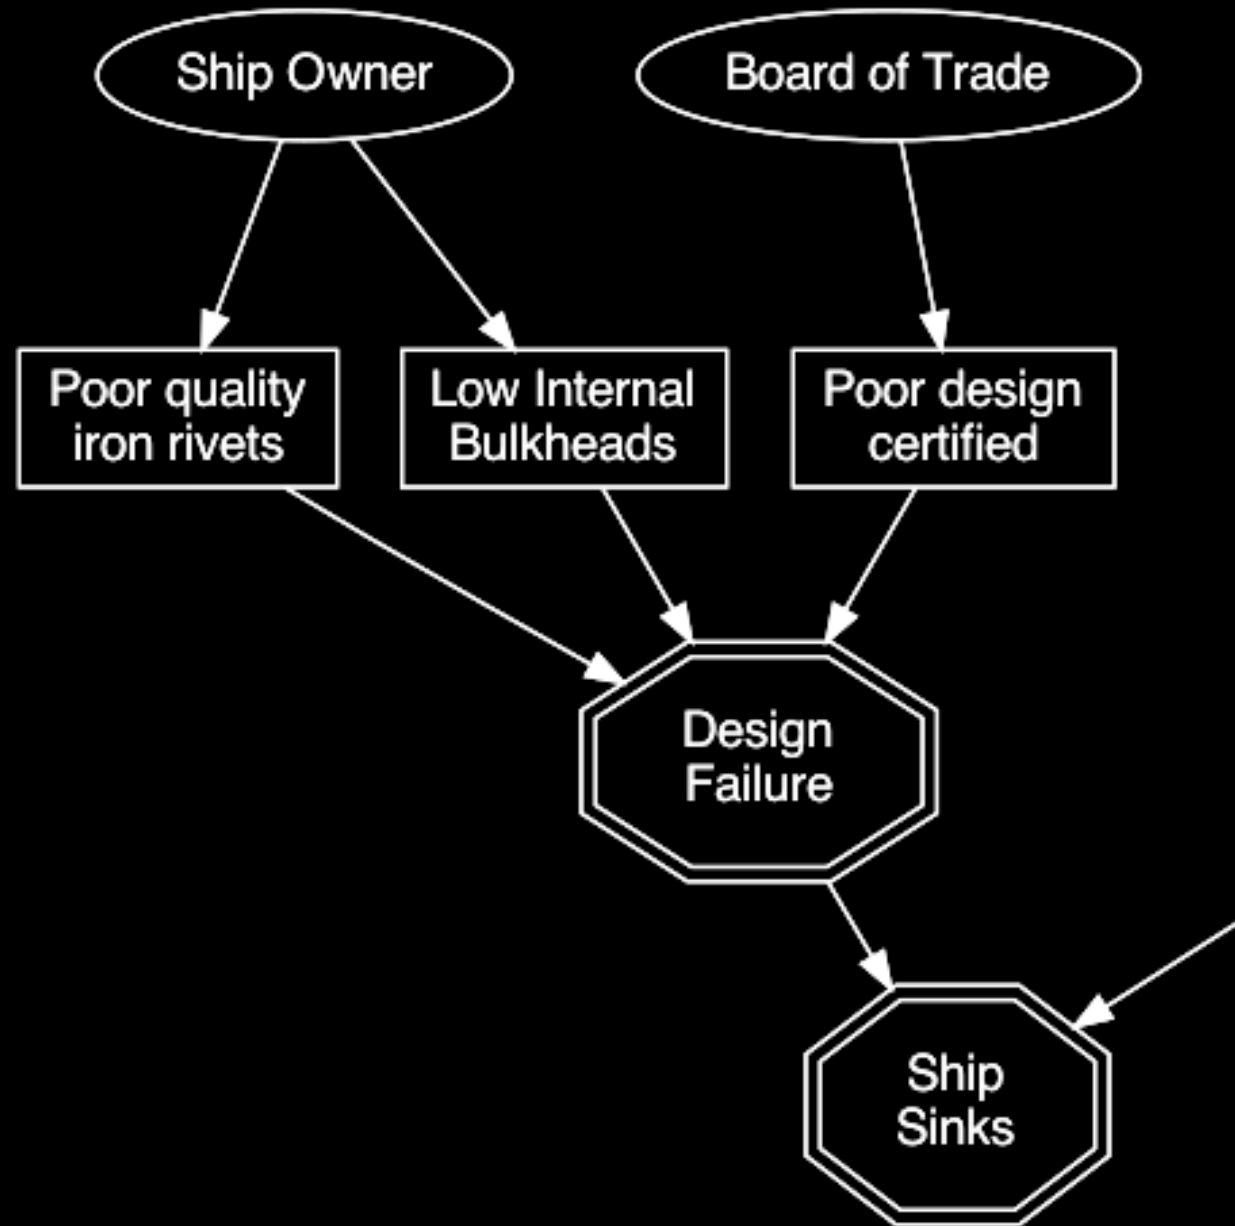 Ship Owner
Board of Trade
Poor quality
iron rivets
Low Internal
Bulkheads
Poor design
certified
Design
Failure
Ship
Sinks